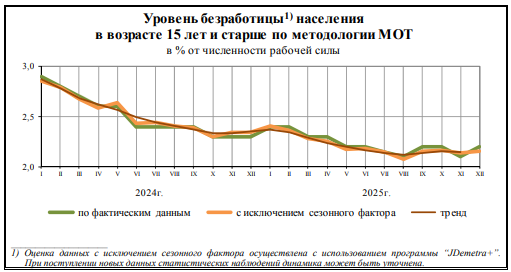 Уровень безработицы1) населения
в возрасте 15 лет и старше по методологии МОТ
в % от численности рабочей силы
3,0
2,5
2,0
II III IV V VI VII VIII IX X XI XII I II III IV V VI VII VIII IX X XI XII
2024г. 2025г.
по фактическим данным с исключением сезонного фактора тренд
1) Оценка данных с исключением сезонного фактора осуществлена с использованием программы “JDemetra+”.
При поступлении новых данных статистических наблюдений динамика может быть уточнена.